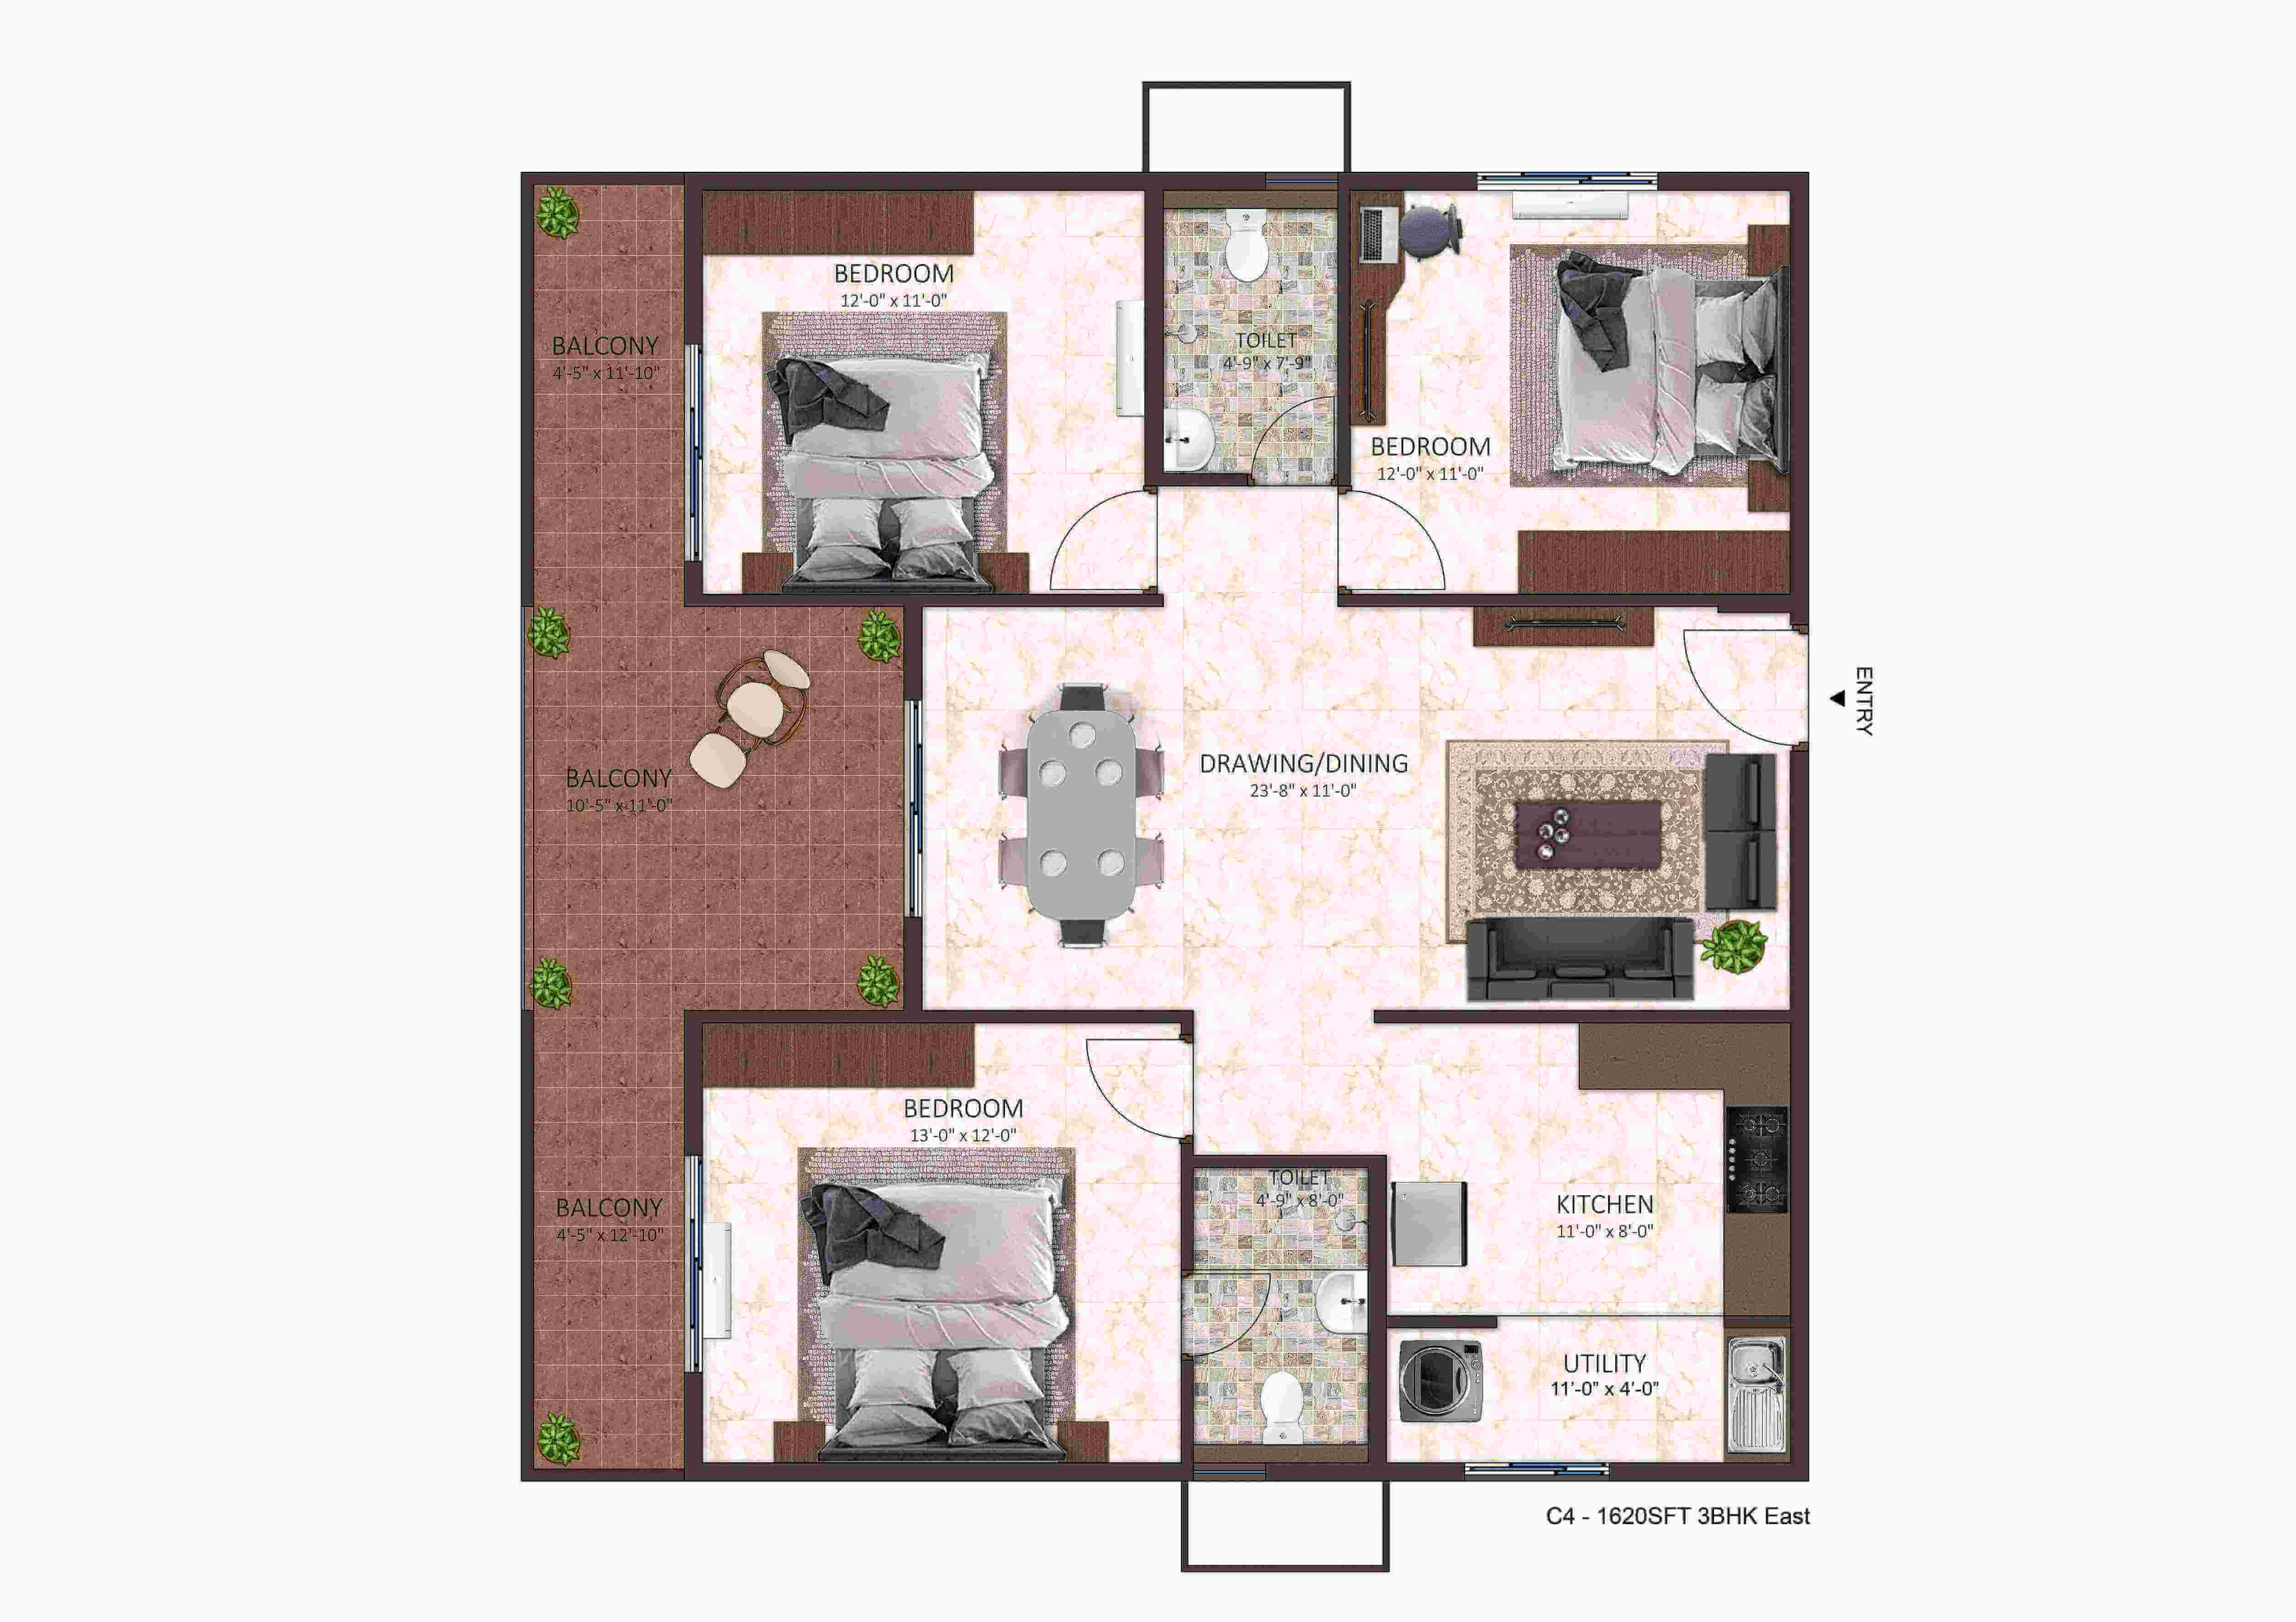 BEDROOM
12'-0" x 11'-0"
BALCONY
4'-5" x 11'-10"
TOILET
4'-9" x 7'-9"
BEDROOM
12'-0" x 11'-0"
ENTRY
DRAWING/DINING
23'-8" x 11'-0"
BALCONY
10'-5" x 11'-0"
BEDROOM
13'-0" x 12'-0"
TOILET
4'-9" x 8'-0"
BALCONY
4'-5" x 12'-10"
KITCHEN
11'-0" x 8'-0"
UTILITY
11'-0" x 4'-0"
C4 - 1620SFT 3BHK East